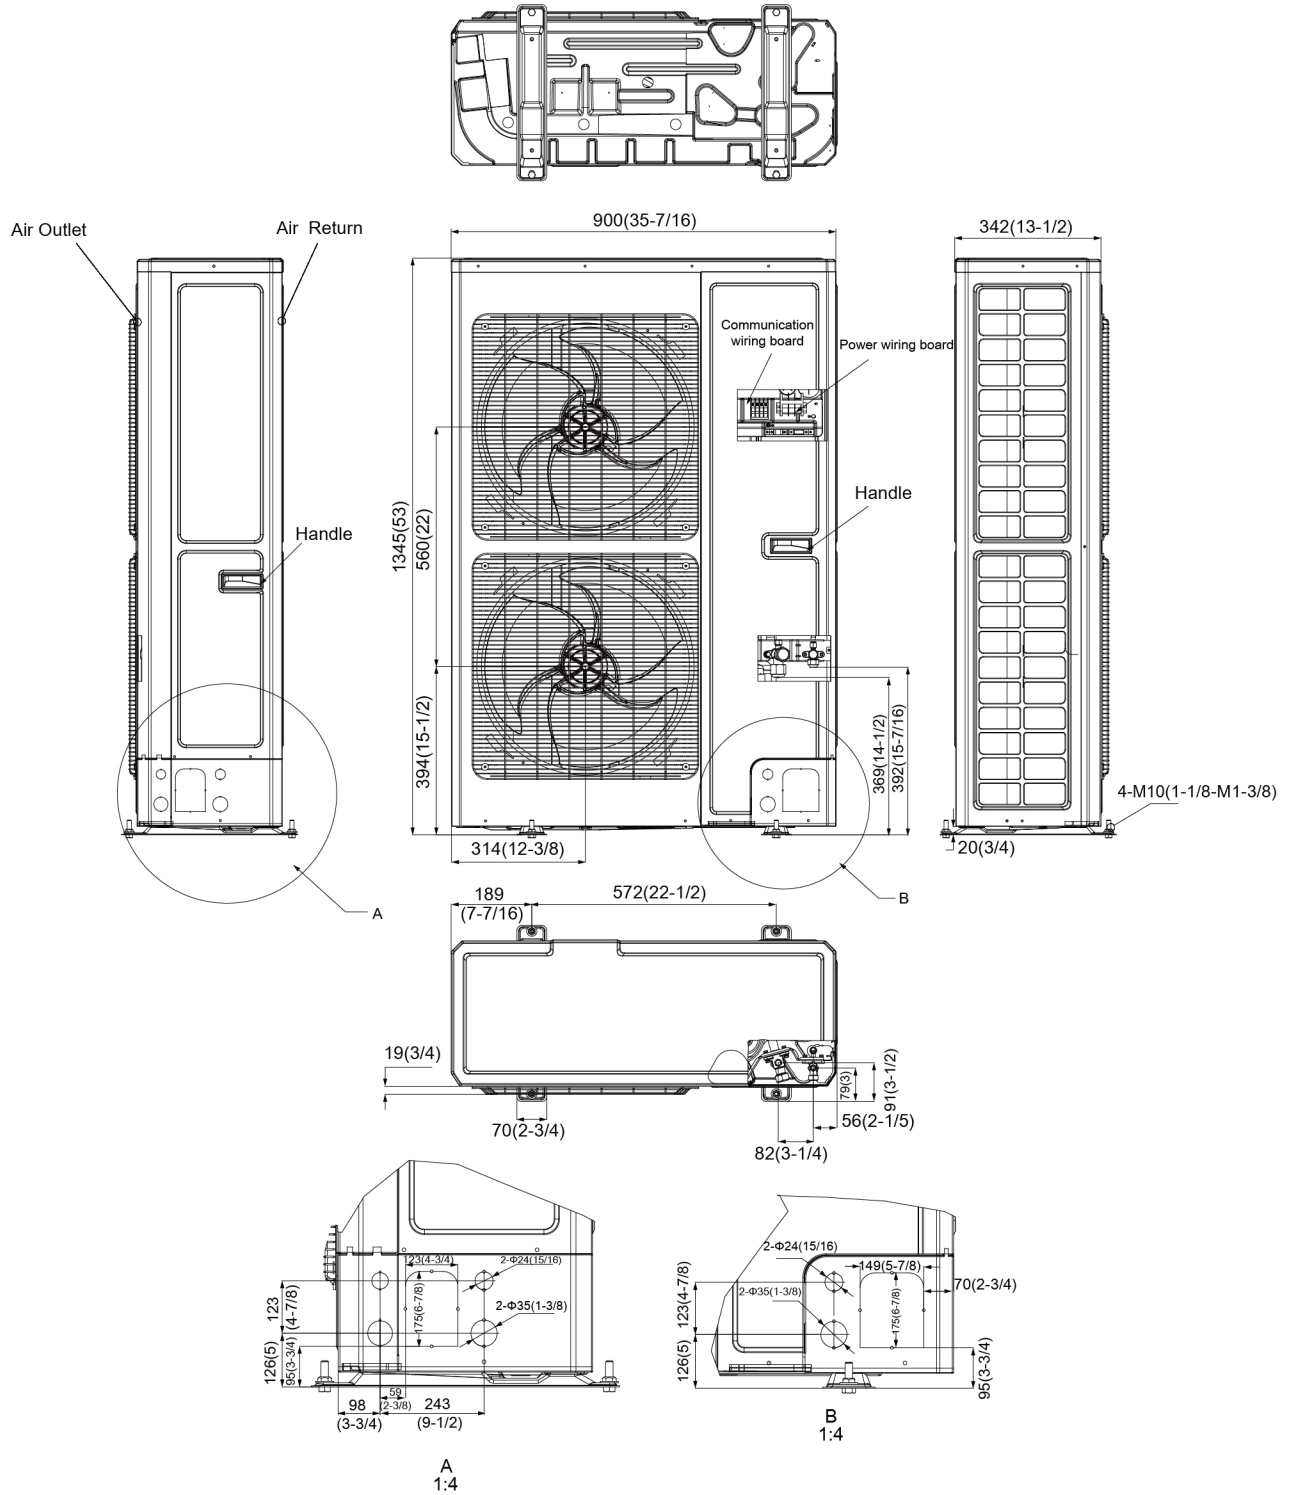 900(35-7/16)
342(13-1/2)
Air Outlet
Air Return
Communication
wiring board
Power wiring board
Handle
Handle
1345(53)
560(22)
394(15-1/2)
369(14-1/2)
392(15-7/16)
4-M10(1-1/8-M1-3/8)
20(3/4)
314(12-3/8)
A
B
189
(7-7/16)
572(22-1/2)
19(3/4)
79(3)
91(3-1/2)
56(2-1/5)
70(2-3/4)
82(3-1/4)
123(4-3/4)
2-Φ24(15/16)
175(6-7/8)
2-Φ35(1-3/8)
123
(4-7/8)
126(5)
95(3-3/4)
59
(2-3/8)
98
(3-3/4)
243
(9-1/2)
A
1:4
2-Φ24(15/16)
149(5-7/8)
70(2-3/4)
2-Φ35(1-3/8)
175(6-7/8)
123(4-7/8)
126(5)
95(3-3/4)
B
1:4